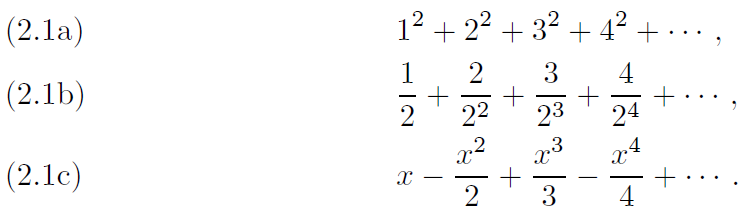 (2.1a) 1² + 2² + 3² + 4² + ⋯ ,
(2.1b) 1/2 + 2/2² + 3/2³ + 4/2⁴ + ⋯ ,
(2.1c) x − x²/2 + x³/3 − x⁴/4 + ⋯ .